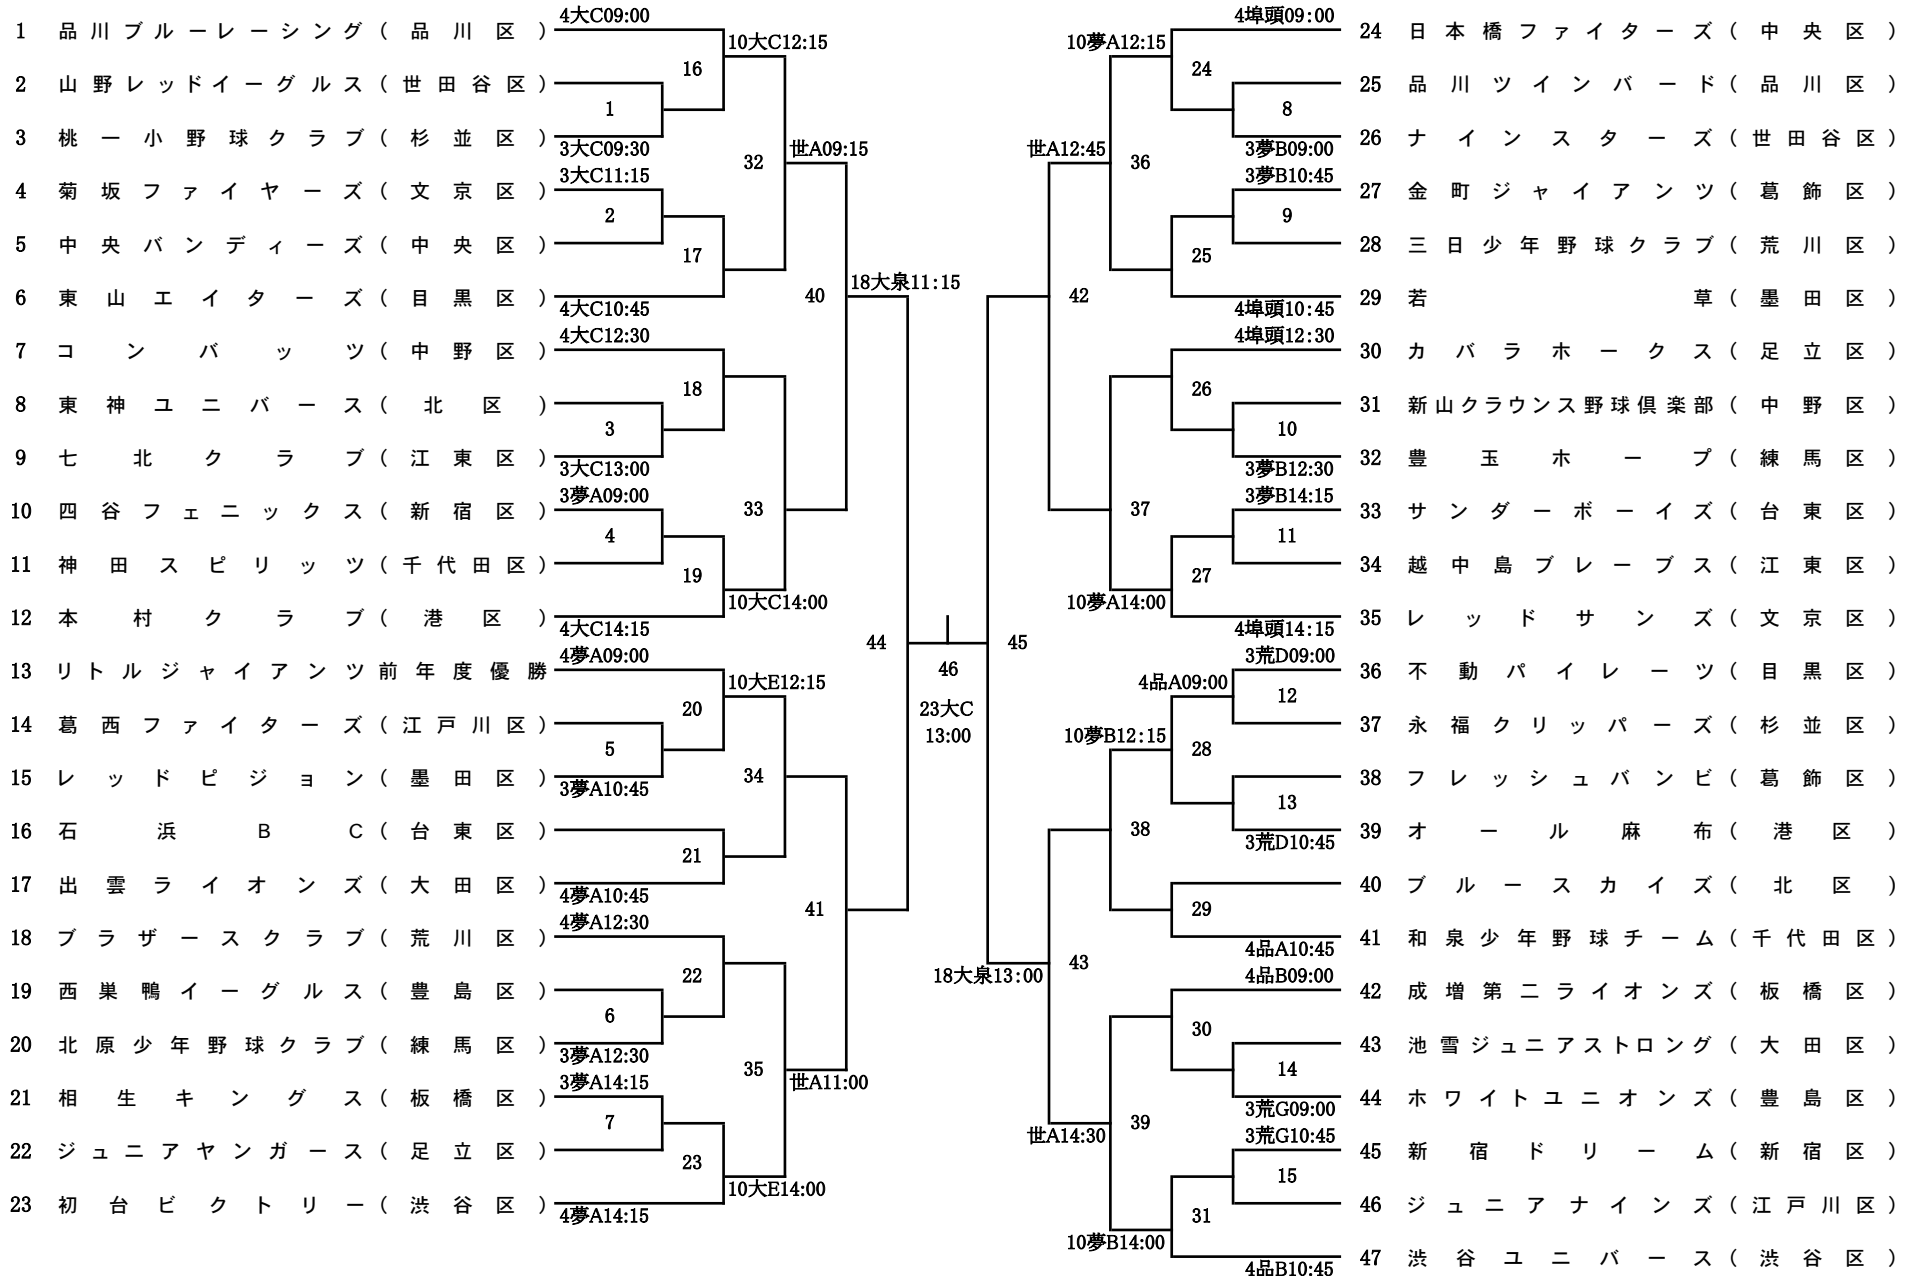 4大C09:00
1 品川ブルーレーシング(品川区)
10大C12:15
16
2 山野レッドイーグルス(世田谷区)
1
3 桃一小野球クラブ(杉並区)
3大C09:30
32
世A09:15
3大C11:15
4 菊坂ファイヤーズ(文京区)
2
5 中央バンディーズ(中央区)
17
6 東山エイターズ(目黒区)
4大C10:45
40
18大泉11:15
4大C12:30
7 コンバッツ(中野区)
18
8 東神ユニバース(北区)
3
9 七北クラブ(江東区)
3大C13:00
3夢A09:00
10 四谷フェニックス(新宿区)
33
4
11 神田スピリッツ(千代田区)
19
10大C14:00
12 本村クラブ(港区)
4大C14:15
44
4夢A09:00
13 リトルジャイアンツ前年度優勝
10大E12:15
20
14 葛西ファイターズ(江戸川区)
5
15 レッドピジョン(墨田区)
3夢A10:45
34
16 石浜BC(台東区)
21
17 出雲ライオンズ(大田区)
4夢A10:45
41
4夢A12:30
18 ブラザースクラブ(荒川区)
22
19 西巣鴨イーグルス(豊島区)
6
20 北原少年野球クラブ(練馬区)
3夢A12:30
35
世A11:00
3夢A14:15
21 相生キングス(板橋区)
7
22 ジュニアヤンガース(足立区)
23
10大E14:00
23 初台ビクトリー(渋谷区)
4夢A14:15
46
23大C
13:00
4埠頭09:00
24 日本橋ファイターズ(中央区)
10夢A12:15
24
25 品川ツインバード(品川区)
8
26 ナインスターズ(世田谷区)
3夢B09:00
世A12:45
36
3夢B10:45
27 金町ジャイアンツ(葛飾区)
9
28 三日少年野球クラブ(荒川区)
25
29 若草(墨田区)
4埠頭10:45
42
4埠頭12:30
30 カバラホークス(足立区)
26
31 新山クラウンス野球倶楽部(中野区)
10
32 豊玉ホープ(練馬区)
3夢B12:30
3夢B14:15
33 サンダーボーイズ(台東区)
37
11
34 越中島ブレーブス(江東区)
27
10夢A14:00
35 レッドサンズ(文京区)
4埠頭14:15
45
3荒D09:00
36 不動パイレーツ(目黒区)
4品A09:00
12
37 永福クリッパーズ(杉並区)
10夢B12:15
28
38 フレッシュバンビ(葛飾区)
13
39 オール麻布(港区)
3荒D10:45
38
40 ブルースカイズ(北区)
29
41 和泉少年野球チーム(千代田区)
4品A10:45
18大泉13:00
43
4品B09:00
42 成増第二ライオンズ(板橋区)
30
43 池雪ジュニアストロング(大田区)
14
44 ホワイトユニオンズ(豊島区)
3荒G09:00
世A14:30
39
3荒G10:45
45 新宿ドリーム(新宿区)
15
46 ジュニアナインズ(江戸川区)
31
10夢B14:00
47 渋谷ユニバース(渋谷区)
4品B10:45